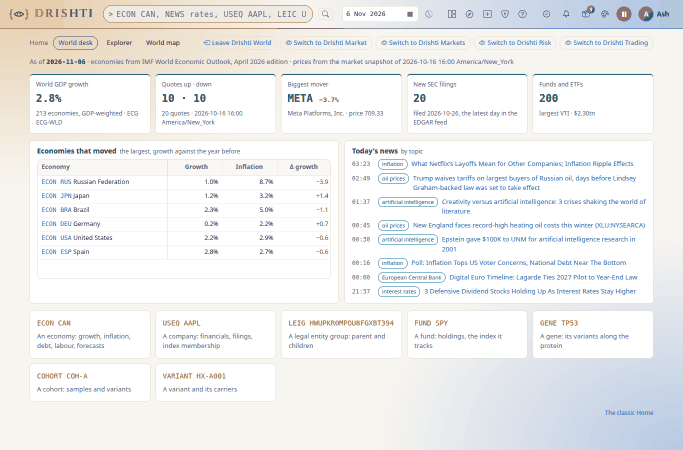 DRISHTI
> ECON CAN, NEWS rates, USEQ AAPL, LEIC U
6 Nov 2026
9
A Ash
Home World desk Explorer World map Leave Drishti World Switch to Drishti Market Switch to Drishti Markets Switch to Drishti Risk Switch to Drishti Trading
As of 2026-11-06 · economies from IMF World Economic Outlook, April 2026 edition · prices from the market snapshot of 2026-10-16 16:00 America/New_York
World GDP growth
2.8%
213 economies, GDP-weighted · ECG
ECG-WLD
Quotes up · down
10 · 10
20 quotes · 2026-10-16 16:00
America/New_York
Biggest mover
META −3.7%
Meta Platforms, Inc. · price 709.33
New SEC filings
20
filed 2026-10-26, the latest day in the
EDGAR feed
Funds and ETFs
200
largest VTI · $2.30tn
Economies that moved the largest, growth against the year before
Economy Growth Inflation Δ growth
ECON RUS Russian Federation 1.0% 8.7% −3.9
ECON JPN Japan 1.2% 3.2% +1.4
ECON BRA Brazil 2.3% 5.0% −1.1
ECON DEU Germany 0.2% 2.2% +0.7
ECON USA United States 2.2% 2.9% −0.6
ECON ESP Spain 2.8% 2.7% −0.6
Today's news by topic
03:23 inflation What Netflix's Layoffs Mean for Other Companies; Inflation Ripple Effects
02:49 oil prices Trump waives tariffs on largest buyers of Russian oil, days before Lindsey
Graham-backed law was set to take effect
01:37 artificial intelligence Creativity versus artificial intelligence: 3 crises shaking the world of
literature
00:45 oil prices New England faces record-high heating oil costs this winter (XLU:NYSEARCA)
00:30 artificial intelligence Epstein gave $100K to UNM for artificial intelligence research in
2001
00:16 inflation Poll: Inflation Tops US Voter Concerns, National Debt Near The Bottom
00:00 European Central Bank Digital Euro Timeline: Lagarde Ties 2027 Pilot to Year-End Law
21:37 interest rates 3 Defensive Dividend Stocks Holding Up As Interest Rates Stay Higher
ECON CAN
An economy: growth, inflation,
debt, labour, forecasts
USEQ AAPL
A company: financials, filings,
index membership
LEIG HWUPKR0MPOU8FGXBT394
A legal entity group: parent and
children
FUND SPY
A fund: holdings, the index it
tracks
GENE TP53
A gene: its variants along the
protein
COHORT COH-A
A cohort: samples and variants
VARIANT HX-A001
A variant and its carriers
The classic Home